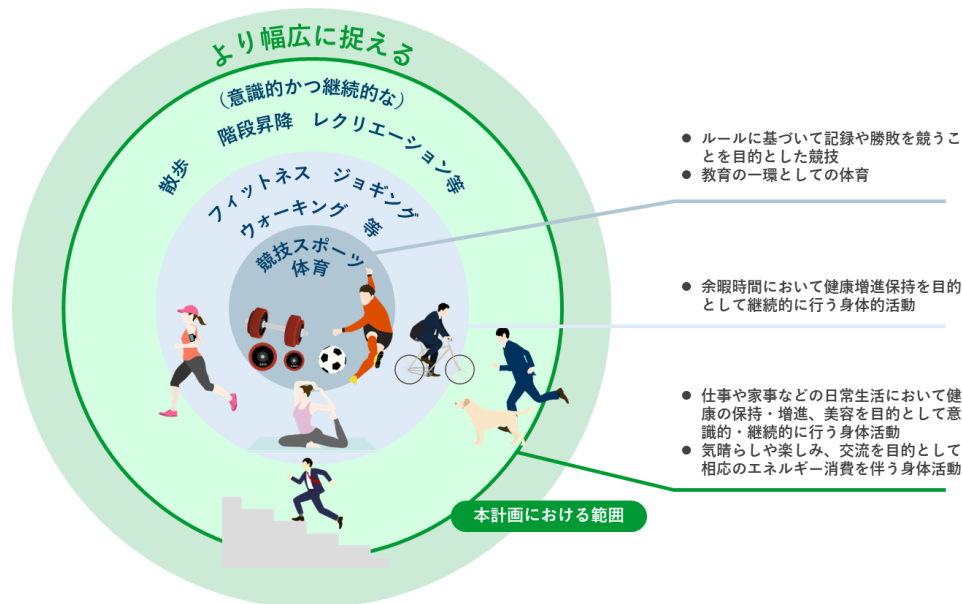 より幅広に捉える
（意識的かつ継続的な）
階段昇降 レクリエーション等
散歩
フィットネス ジョギング
ウォーキング 等
競技スポーツ
体育
● ルールに基づいて記録や勝敗を競うこ
とを目的とした競技
● 教育の一環としての体育
● 余暇時間において健康増進保持を目的
として継続的に行う身体的活動
● 仕事や家事などの日常生活において健
康の保持・増進、美容を目的として意
識的・継続的に行う身体活動
● 気晴らしや楽しみ、交流を目的として
相応のエネルギー消費を伴う身体活動
本計画における範囲